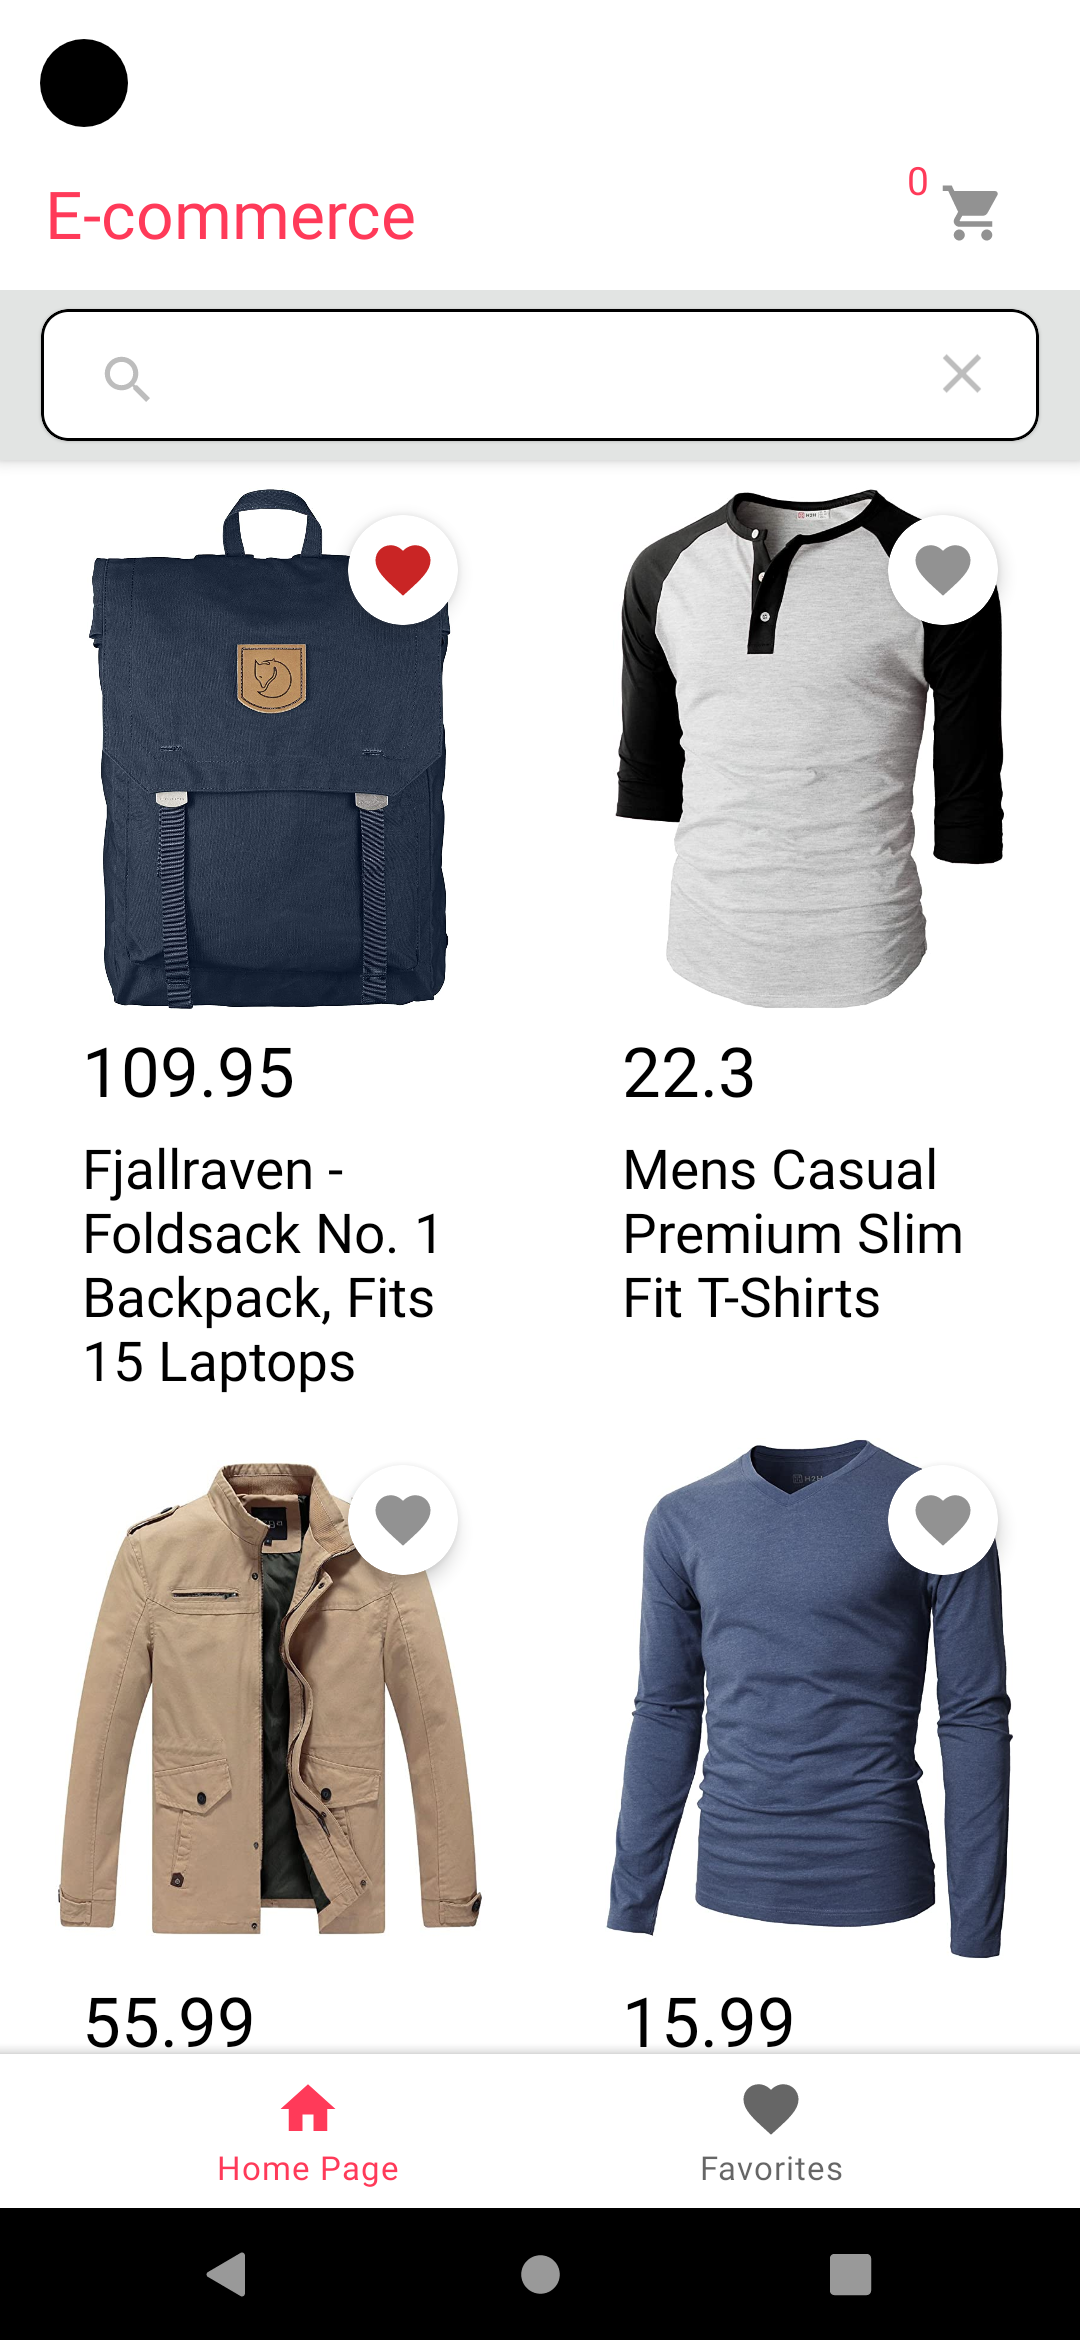 E-commerce
0
109.95
22.3
Fjallraven -
Foldsack No. 1
Backpack, Fits
15 Laptops
Mens Casual
Premium Slim
Fit T-Shirts
55.99
15.99
Home Page
Favorites